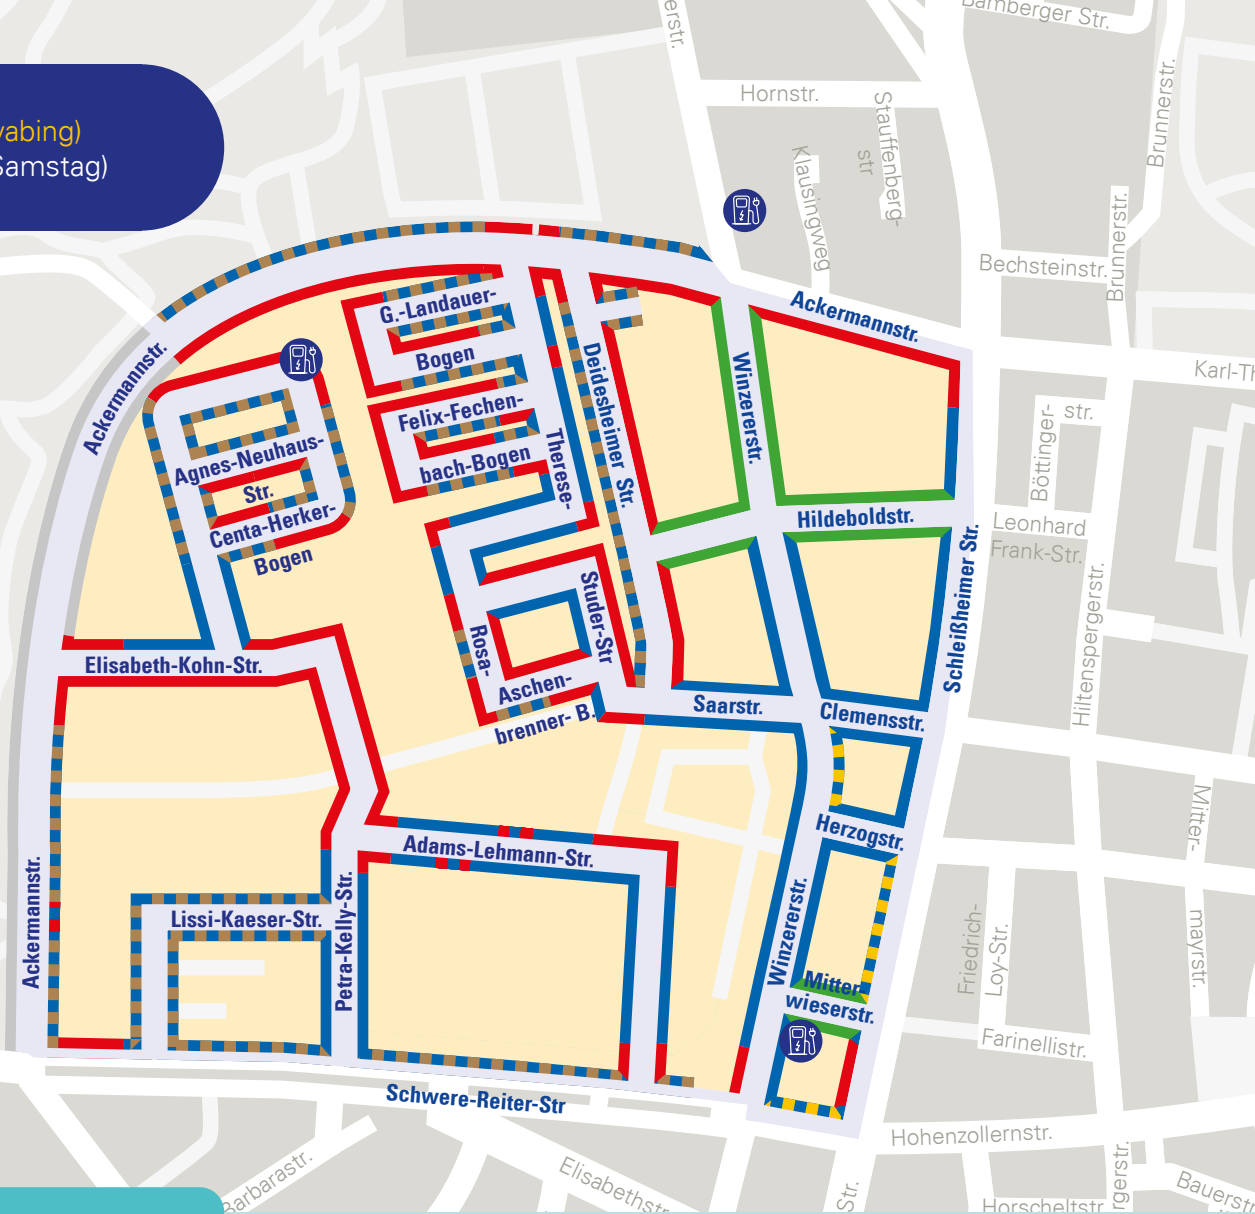 erstr.
Bamberger Str.
Hornstr.
Stauffenberg-
str
Klausingweg
Brunnerstr.
abing)
Samstag)
Brunnerstr.
Bechsteinstr.
Ackermannstr.
Karl-Th
G.-Landauer-
Bogen
Ackermannstr.
Deidesheimer Str.
Winzererstr.
Felix-Fechen-
bach-Bogen
Therese-
Studer-Str
Agnes-Neuhaus-
Str.
Centa-Herker-
Bogen
Böttinger-
str.
Leonhard
Frank-Str.
Hildeboldstr.
Schleißheimer Str.
Hiltenspergerstr.
Elisabeth-Kohn-Str.
Rosa-
Aschen-
brenner- B.
Saarstr.
Clemensstr.
Herzogstr.
Mitter-
mayrstr.
Adams-Lehmann-Str.
Ackermannstr.
Lissi-Kaeser-Str.
Petra-Kelly-Str.
Winzererstr.
Friedrich-
Loy-Str.
Mitter
wieserstr.
Farinellistr.
Schwere-Reiter-Str
Hohenzollernstr.
Barbarastr.
Elisabethstr
Str.
Horscheltstr
rgerstr.
Bauerst